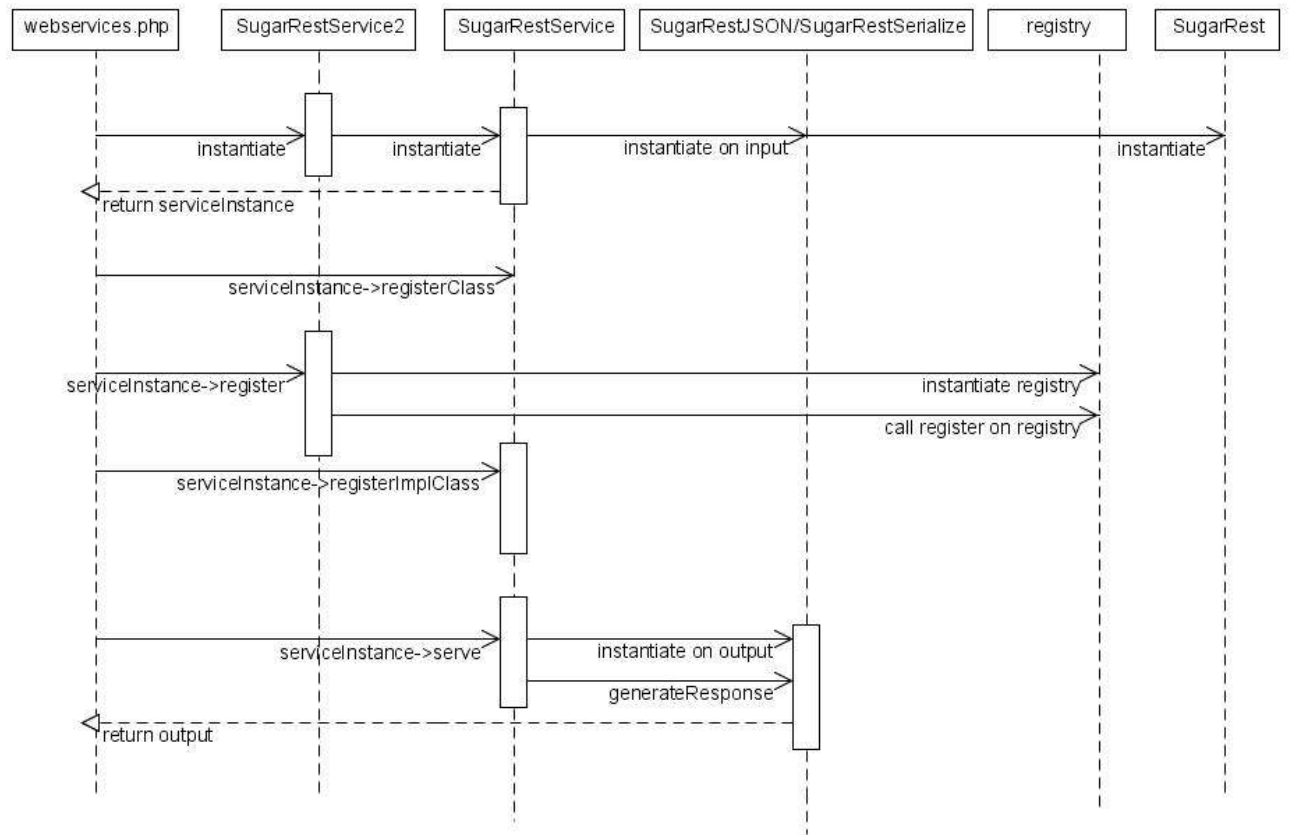 webservices.php
SugarRestService2
SugarRestService
SugarRestJSON/SugarRestSerialize
registry
SugarRest
instantiate
instantiate
instantiate on input
instantiate
return serviceInstance
serviceInstance->registerClass
serviceInstance->register
instantiate registry
call register on registry
serviceInstance->registerImplClass
serviceInstance->serve
instantiate on output
generateResponse
return output